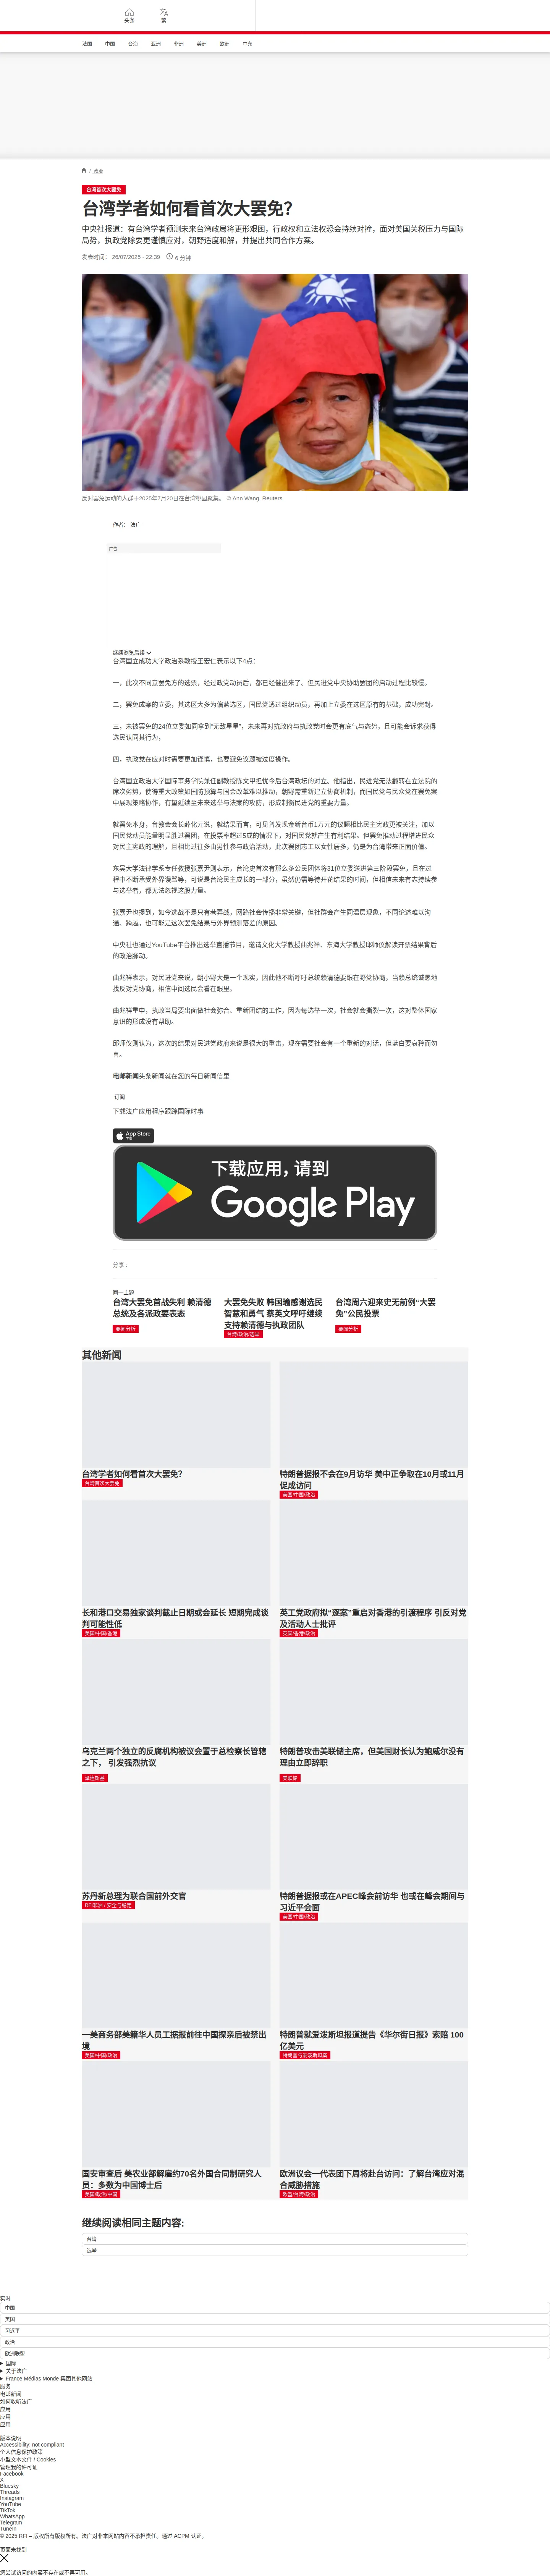 头条
繁
法国
中国
台海
亚洲
非洲
美洲
欧洲
中东
/ 政治
台湾首次大罢免
台湾学者如何看首次大罢免？
中央社报道：有台湾学者预测未来台湾政局将更形艰困，行政权和立法权恐会持续对撞，面对美国关税压力与国际
局势，执政党除要更谨慎应对，朝野适度和解，并提出共同合作方案。
发表时间： 26/07/2025 - 22:39 6 分钟
反对罢免运动的人群于2025年7月20日在台湾桃园聚集。 © Ann Wang, Reuters
作者： 法广
广告
继续浏览后续
台湾国立成功大学政治系教授王宏仁表示以下4点：
一，此次不同意罢免方的选票，经过政党动员后，都已经催出来了。但民进党中央协助罢团的启动过程比较慢。
二，罢免成案的立委，其选区大多为偏蓝选区，国民党透过组织动员，再加上立委在选区原有的基础，成功完封。
三，未被罢免的24位立委如同拿到“无敌星星”，未来再对抗政府与执政党时会更有底气与态势，且可能会诉求获得
选民认同其行为，
四，执政党在应对时需要更加谨慎，也要避免议题被过度操作。
台湾国立政治大学国际事务学院兼任副教授陈文甲担忧今后台湾政坛的对立。他指出，民进党无法翻转在立法院的
席次劣势，使得重大政策如国防预算与国会改革难以推动，朝野需重新建立协商机制，而国民党与民众党在罢免案
中展现策略协作，有望延续至未来选举与法案的攻防，形成制衡民进党的重要力量。
就罢免本身，台教会会长薛化元说，就结果而言，可见普发现金新台币1万元的议题相比民主宪政更被关注，加以
国民党动员能量明显胜过罢团，在投票率超过5成的情况下，对国民党就产生有利结果。但罢免推动过程增进民众
对民主宪政的理解，且相比过往多由男性参与政治活动，此次罢团志工以女性居多，仍是为台湾带来正面价值。
东吴大学法律学系专任教授张嘉尹则表示，台湾史首次有那么多公民团体将31位立委送进第三阶段罢免，且在过
程中不断承受外界谩骂等，可说是台湾民主成长的一部分，虽然仍需等待开花结果的时间，但相信未来有志持续参
与选举者，都无法忽视这股力量。
张嘉尹也提到，如今选战不是只有巷弄战，网路社会传播非常关键，但社群会产生同温层现象，不同论述难以沟
通、跨越，也可能是这次罢免结果与外界预测落差的原因。
中央社也通过YouTube平台推出选举直播节目，邀请文化大学教授曲兆祥、东海大学教授邱师仪解读开票结果背后
的政治脉动。
曲兆祥表示，对民进党来说，朝小野大是一个现实，因此他不断呼吁总统赖清德要跟在野党协商，当赖总统诚恳地
找反对党协商，相信中间选民会看在眼里。
曲兆祥重申，执政当局要出面做社会弥合、重新团结的工作，因为每选举一次，社会就会撕裂一次，这对整体国家
意识的形成没有帮助。
邱师仪则认为，这次的结果对民进党政府来说是很大的重击，现在需要社会有一个重新的对话，但蓝白要哀矜而勿
喜。
电邮新闻头条新闻就在您的每日新闻信里
订阅
下载法广应用程序跟踪国际时事
App Store
下载
下载应用，请到
Google Play
分享：
同一主题
台湾大罢免首战失利 赖清德
总统及各派政要表态
要闻分析
大罢免失败 韩国瑜感谢选民
智慧和勇气 蔡英文呼吁继续
支持赖清德与执政团队
台湾/政治/选举
台湾周六迎来史无前例“大罢
免”公民投票
要闻分析
其他新闻
台湾学者如何看首次大罢免？
台湾首次大罢免
特朗普据报不会在9月访华 美中正争取在10月或11月
促成访问
美国/中国/政治
长和港口交易独家谈判截止日期或会延长 短期完成谈
判可能性低
美国/中国/香港
英工党政府拟“逐案”重启对香港的引渡程序 引反对党
及活动人士批评
英国/香港/政治
乌克兰两个独立的反腐机构被议会置于总检察长管辖
之下， 引发强烈抗议
泽连斯基
特朗普攻击美联储主席，但美国财长认为鲍威尔没有
理由立即辞职
美联储
苏丹新总理为联合国前外交官
RFI亚洲 / 安全与稳定
特朗普据报或在APEC峰会前访华 也或在峰会期间与
习近平会面
美国/中国/政治
一美商务部美籍华人员工据报前往中国探亲后被禁出
境
美国/中国/政治
特朗普就爱泼斯坦报道提告《华尔街日报》索赔 100
亿美元
特朗普与爱泼斯坦案
国安审查后 美农业部解雇约70名外国合同制研究人
员：多数为中国博士后
美国/政治/中国
欧洲议会一代表团下周将赴台访问：了解台湾应对混
合威胁措施
欧盟/台湾/政治
继续阅读相同主题内容:
台湾
选举
实时
中国
美国
习近平
政治
欧洲联盟
国际
关于法广
France Médias Monde 集团其他网站
服务
电邮新闻
如何收听法广
应用
应用
应用
版本说明
Accessibility: not compliant
个人信息保护政策
小型文本文件 / Cookies
管理我的许可证
Facebook
X
Bluesky
Threads
Instagram
YouTube
TikTok
WhatsApp
Telegram
TuneIn
© 2025 RFI – 版权所有版权所有。法广对非本网站内容不承担责任。通过 ACPM 认证。
页面未找到
您尝试访问的内容不存在或不再可用。